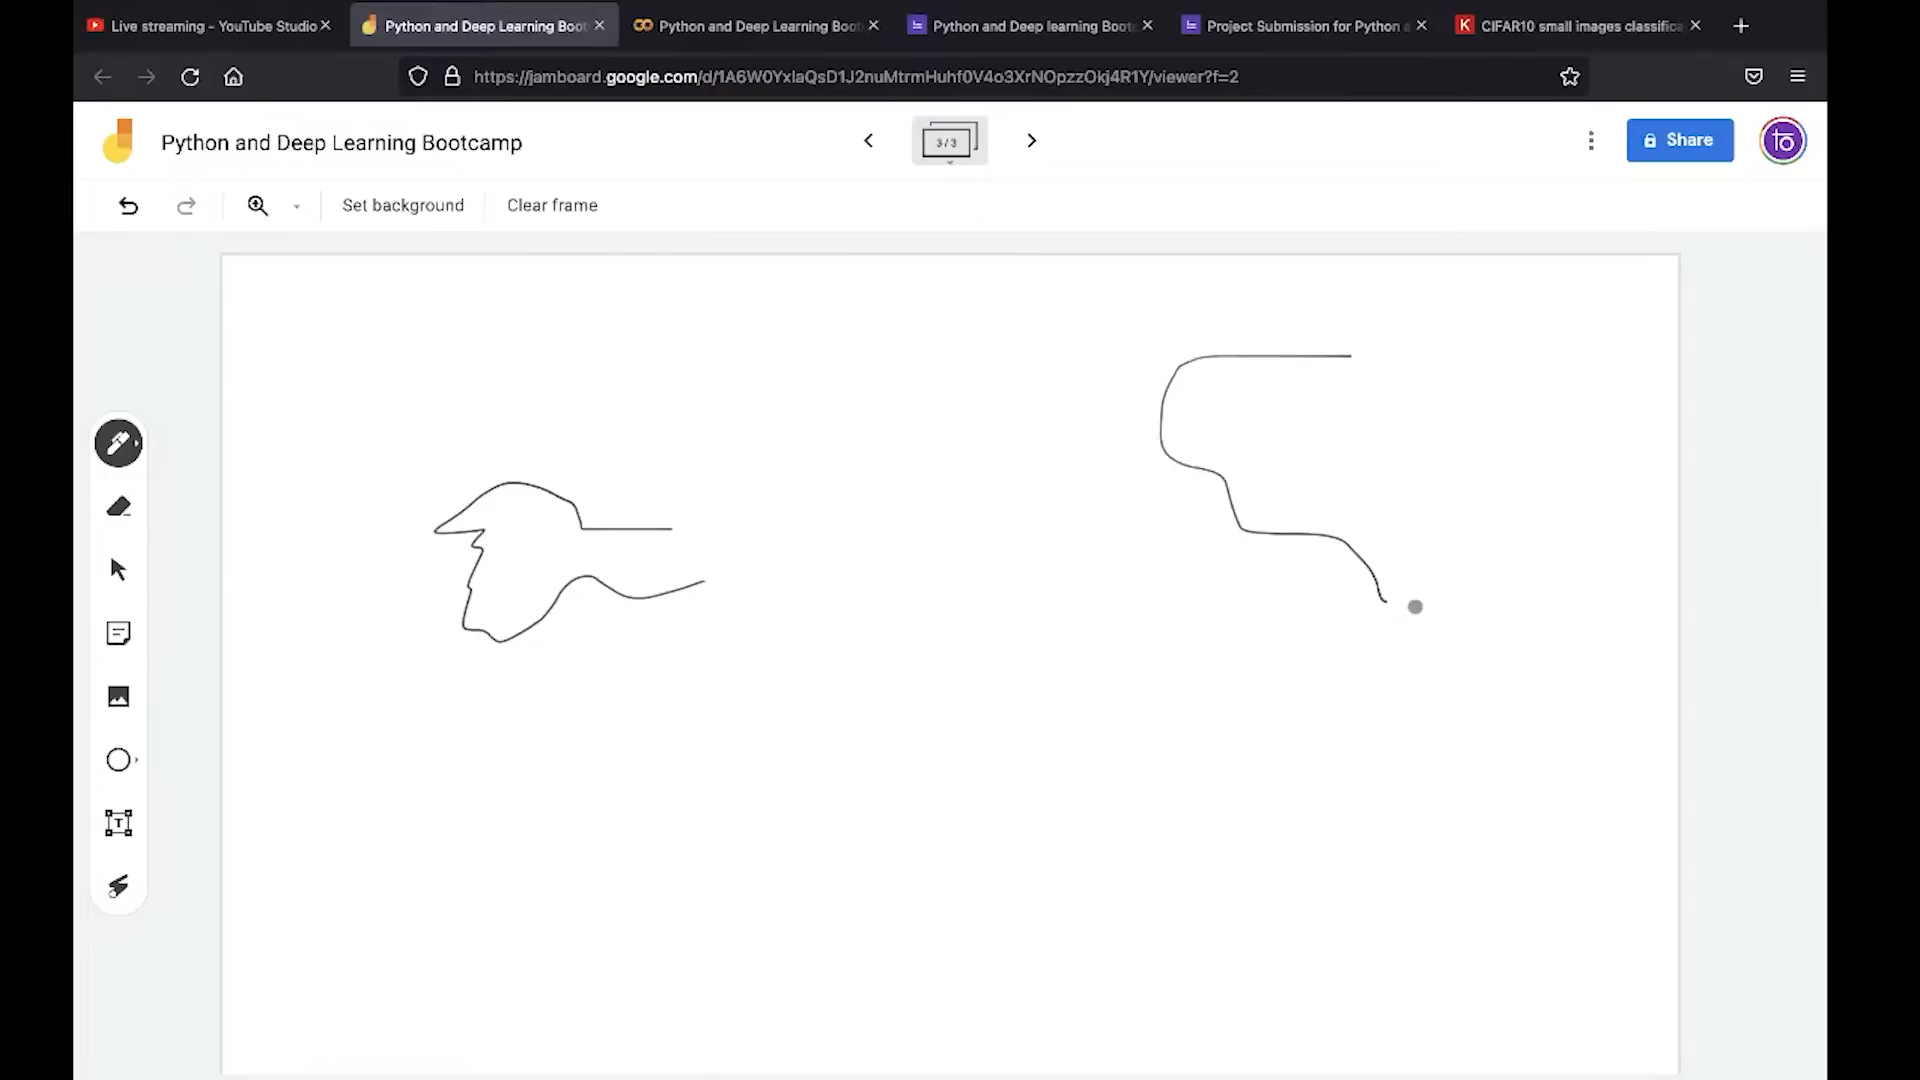 Live streaming - YouTube Studio
Python and Deep Learning Boot
Python and Deep Learning Boot
Python and Deep learning Boot
Project Submission for Python a
K CIFAR10 small images classifica
https://jamboard.google.com/d/1A6W0YxlaQsD1J2nuMtrmHuhf0V4o3XrNOpzzOkj4R1Y/viewer?f=2
Python and Deep Learning Bootcamp
3/3
Share
to
Set background
Clear frame
T